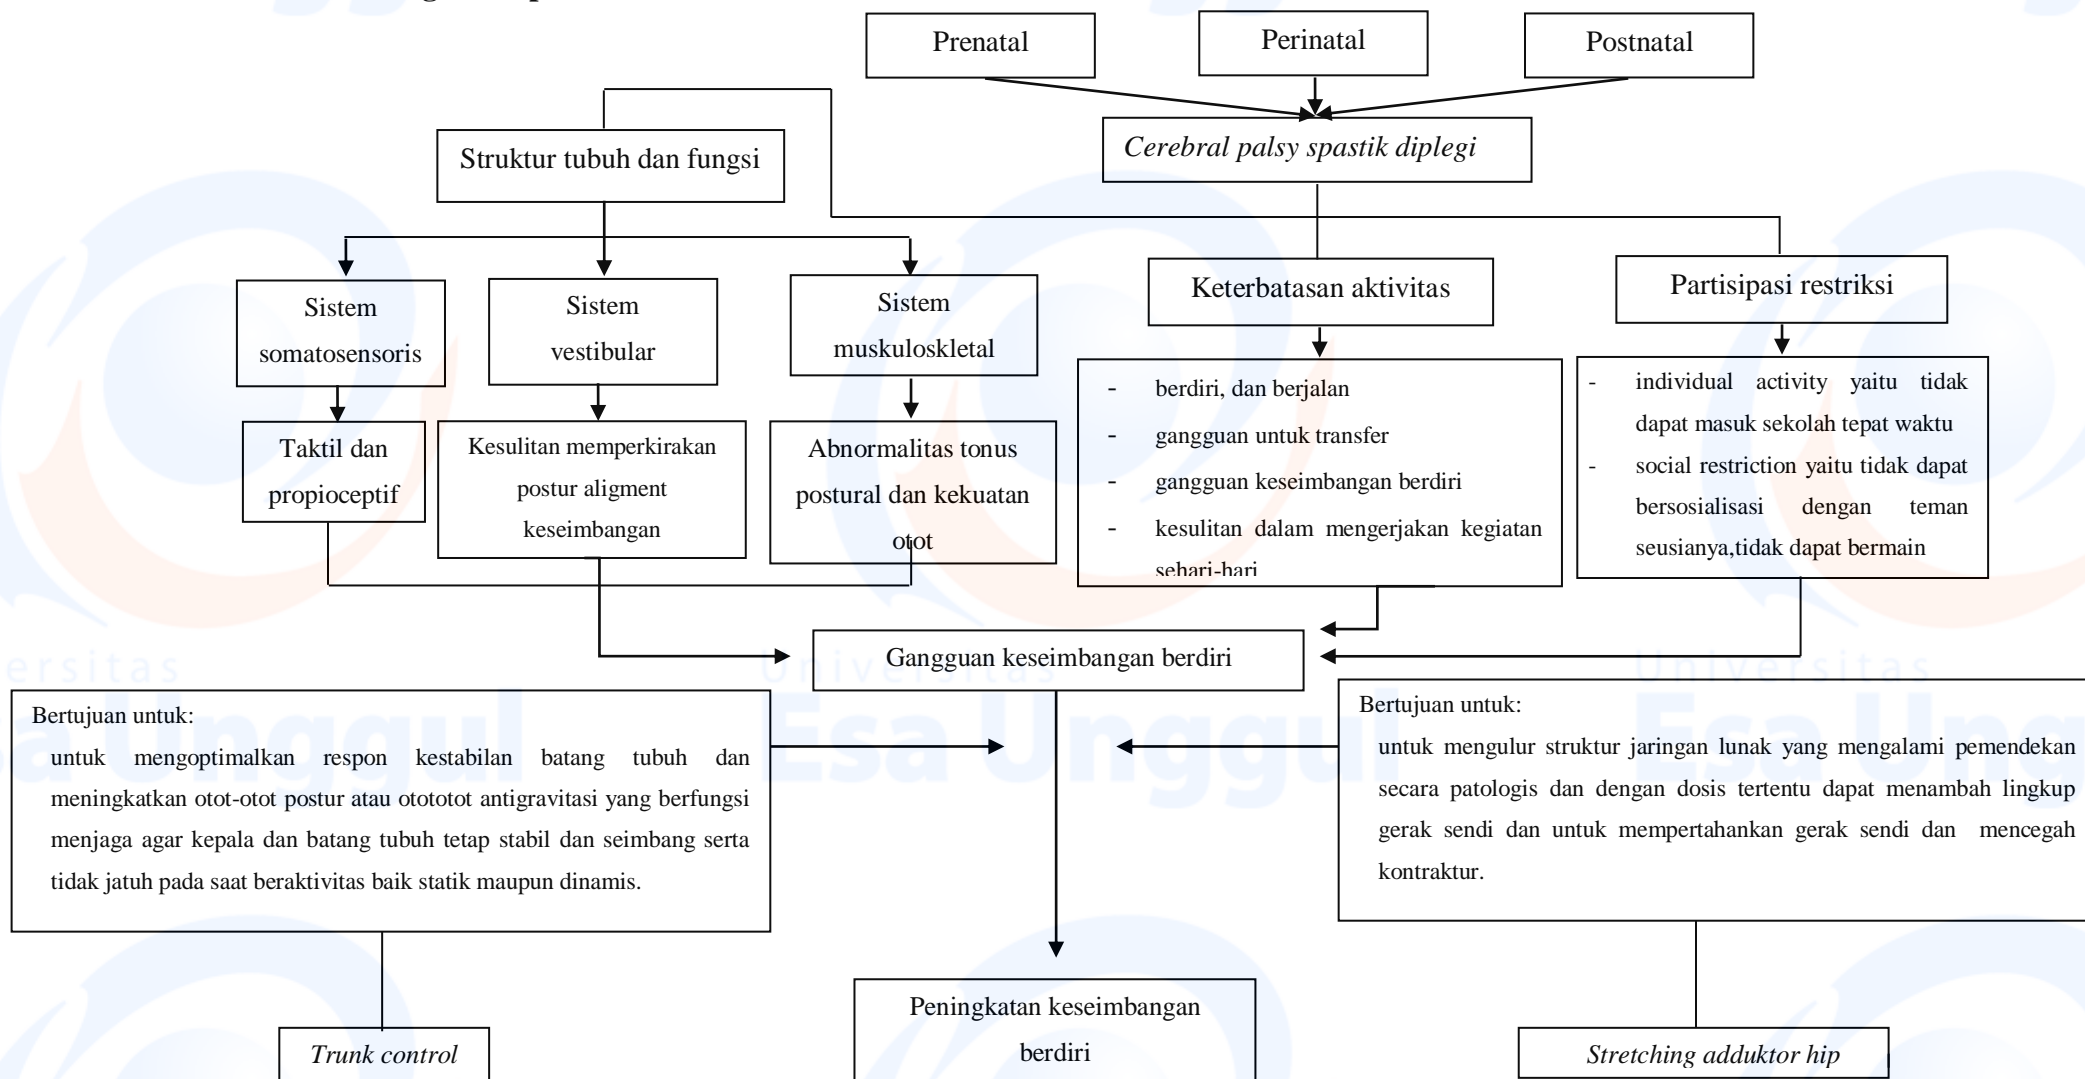 Prenatal
Perinatal
Postnatal
Cerebral palsy spastik diplegi
Struktur tubuh dan fungsi
Sistem
somatosensoris
Sistem
vestibular
Sistem
muskuloskletal
Keterbatasan aktivitas
Partisipasi restriksi
Taktil dan
propioceptif
Kesulitan memperkirakan
postur aligment
keseimbangan
Abnormalitas tonus
postural dan kekuatan
otot
- berdiri, dan berjalan
- gangguan untuk transfer
- gangguan keseimbangan berdiri
- kesulitan dalam mengerjakan kegiatan
sehari-hari
- individual activity yaitu tidak
dapat masuk sekolah tepat waktu
- social restriction yaitu tidak dapat
bersosialisasi dengan teman
seusianya,tidak dapat bermain
Gangguan keseimbangan berdiri
Bertujuan untuk:
untuk mengoptimalkan respon kestabilan batang tubuh dan
meningkatkan otot-otot postur atau otototot antigravitasi yang berfungsi
menjaga agar kepala dan batang tubuh tetap stabil dan seimbang serta
tidak jatuh pada saat beraktivitas baik statik maupun dinamis.
Bertujuan untuk:
untuk mengulur struktur jaringan lunak yang mengalami pemendekan
secara patologis dan dengan dosis tertentu dapat menambah lingkup
gerak sendi dan untuk mempertahankan gerak sendi dan mencegah
kontraktur.
Trunk control
Peningkatan keseimbangan
berdiri
Stretching adduktor hip
Universitas
Esa Unggul
Universitas